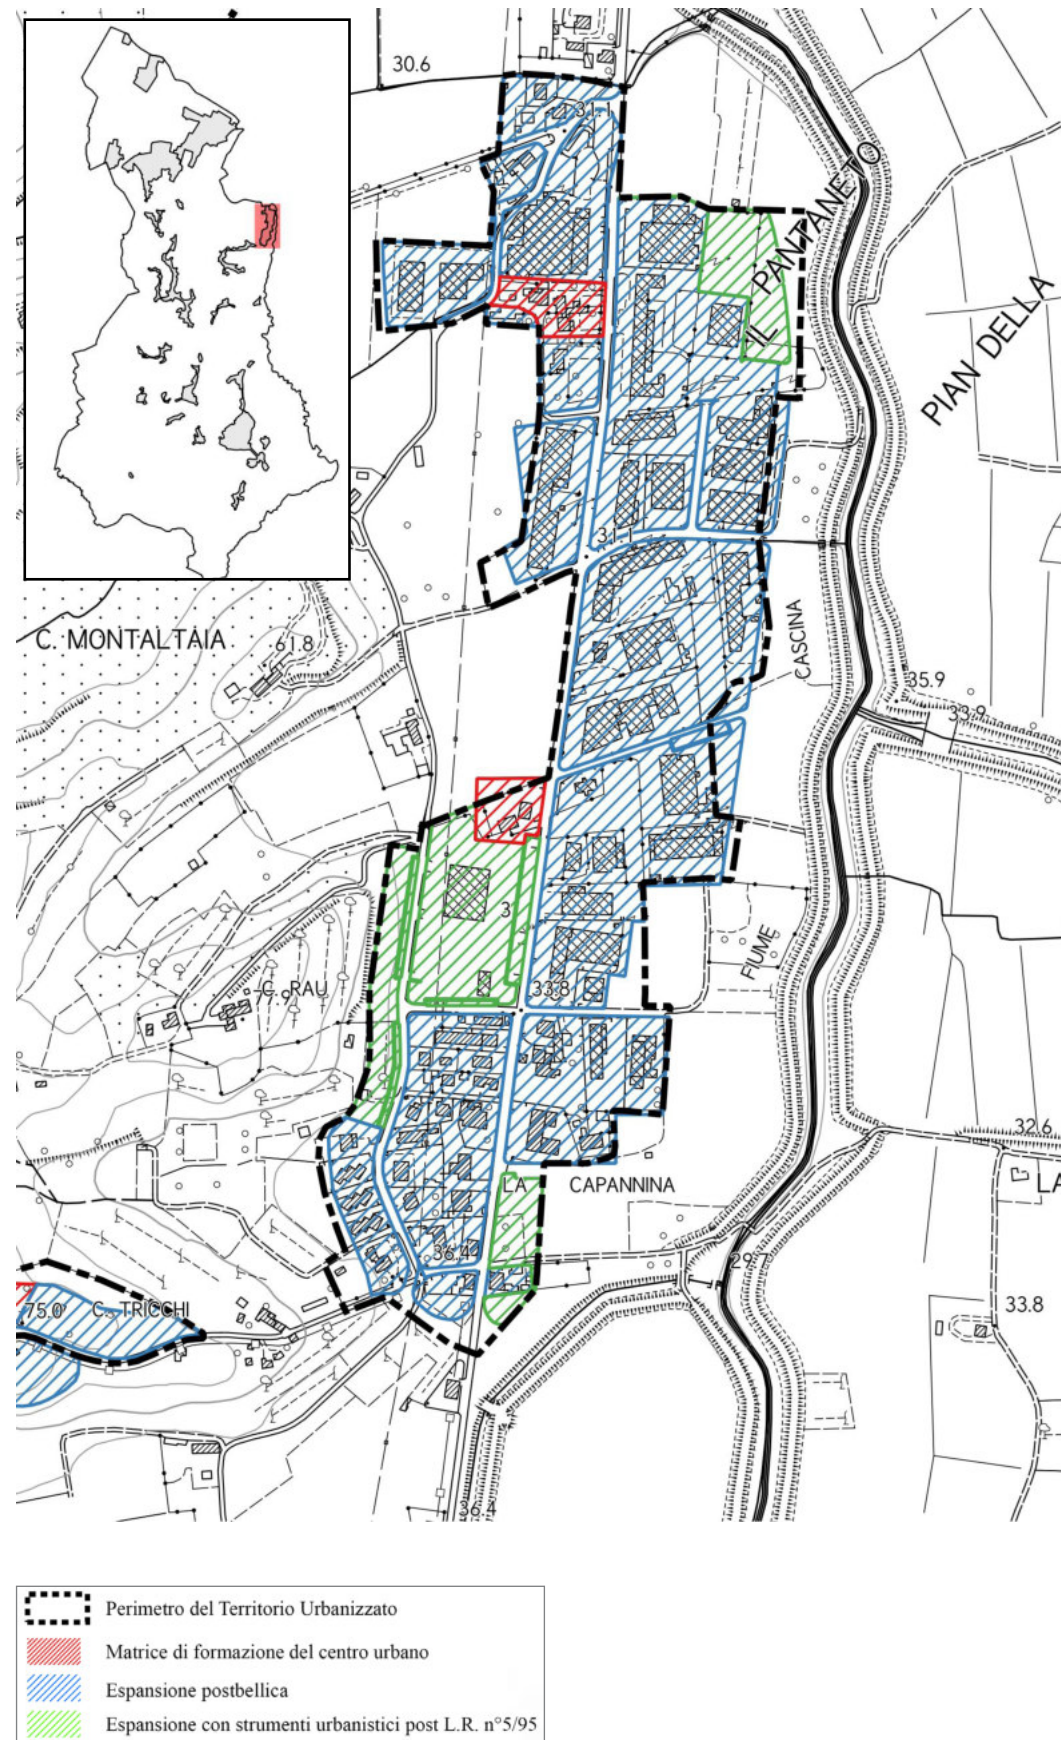 30.6
31.1
IL PANTANETO
PIAN DELLA
31.1
C. MONTALTAIA
61.8
CASCINA
35.9
33.9
3
C. RAU
33.8
FIUME
32.6
LA CAPANNINA
LA
36.4
29.7
75.0
C. TRICCHI
33.8
Perimetro del Territorio Urbanizzato
Matrice di formazione del centro urbano
Espansione postbellica
Espansione con strumenti urbanistici post L.R. n°5/95